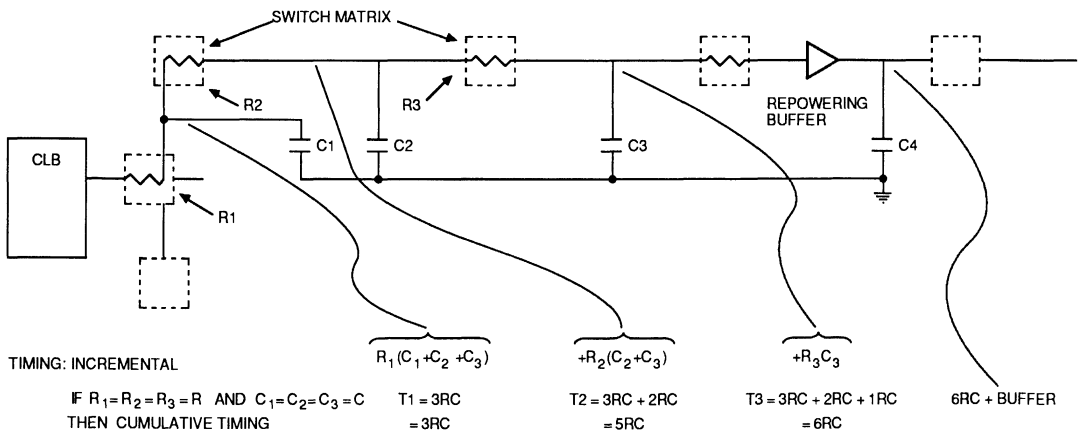 SWITCH MATRIX
R2
R3
REPOWERING
BUFFER
CLB
C1
C2
C3
C4
R1
R1(C1+C2 +C3)
+R2(C2+C3)
+R3C3
TIMING: INCREMENTAL
IF R1=R2=R3=R AND C1=C2=C3=C
T1 = 3RC
T2 = 3RC + 2RC
T3 = 3RC + 2RC + 1RC
6RC + BUFFER
THEN CUMULATIVE TIMING
= 3RC
= 5RC
= 6RC